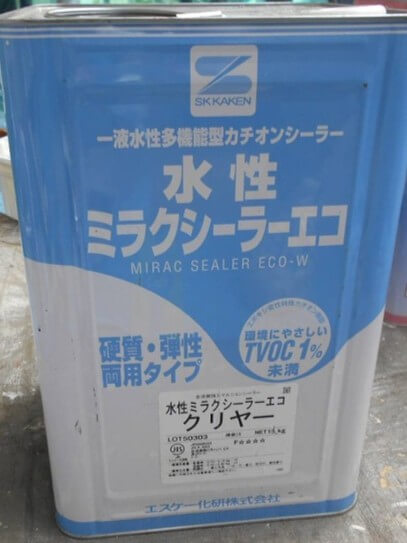 SK KAKEN
一液水性多機能型カチオンシーラー
水性
ミラクシーラーエコ
MIRAC SEALER ECO-W
硬質・弾性
両用タイプ
環境にやさしい
TVOC 1%
未満
水性ミラクシーラーエコ
クリヤー
LOT50303
NET15kg
F☆☆☆☆
JIS
エスケー化研株式会社